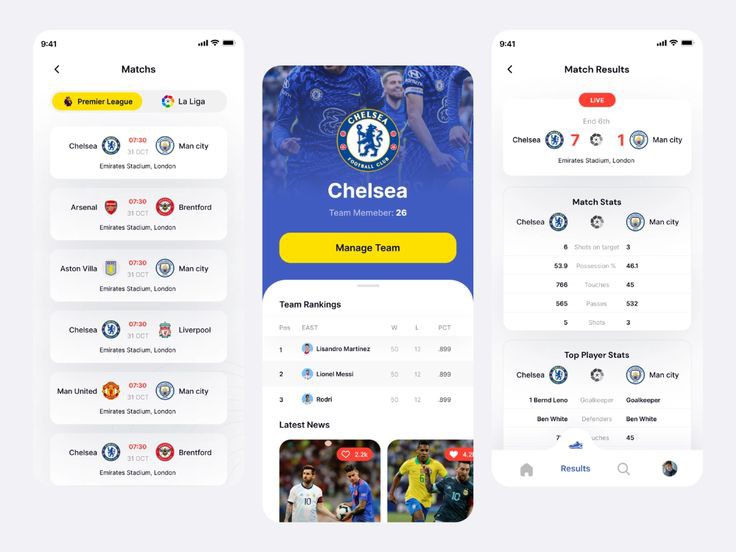 9:41
Matchs
Premier League
La Liga
Chelsea 07:30 Man city
31 OCT
Emirates Stadium, London
Arsenal 07:30 Brentford
31 OCT
Emirates Stadium, London
Aston Villa 07:30 Man city
31 OCT
Emirates Stadium, London
Chelsea 07:30 Liverpool
31 OCT
Emirates Stadium, London
Man United 07:30 Man city
31 OCT
Emirates Stadium, London
Chelsea 07:30 Brentford
31 OCT
Emirates Stadium, London
CHELSEA
FOOTBALL CLUB
Chelsea
Team Memeber: 26
Manage Team
Team Rankings
Pos EAST W L PCT
1 Lisandro Martinez 50 12 .899
2 Lionel Messi 50 12 .899
3 Rodri 50 12 .899
Latest News
2.2k
10
6
10
9:41
Match Results
LIVE
End 6th
Chelsea 7 1 Man city
Emirates Stadium, London
Match Stats
Chelsea Man city
6 Shots on target 3
53.9 Possession % 46.1
766 Touches 45
565 Passes 532
5 Shots 3
Top Player Stats
Chelsea Man city
1 Bernd Leno Goalkeeper Goalkeeper
Ben White Defenders Ben White
45
Results